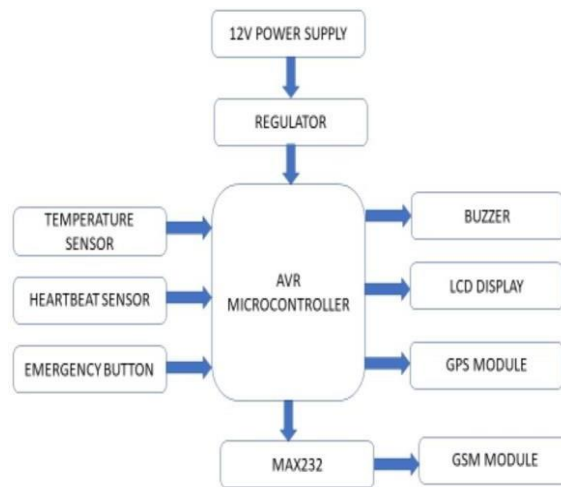 12V POWER SUPPLY
REGULATOR
TEMPERATURE
SENSOR
HEARTBEAT SENSOR
EMERGENCY BUTTON
AVR
MICROCONTROLLER
BUZZER
LCD DISPLAY
GPS MODULE
MAX232
GSM MODULE